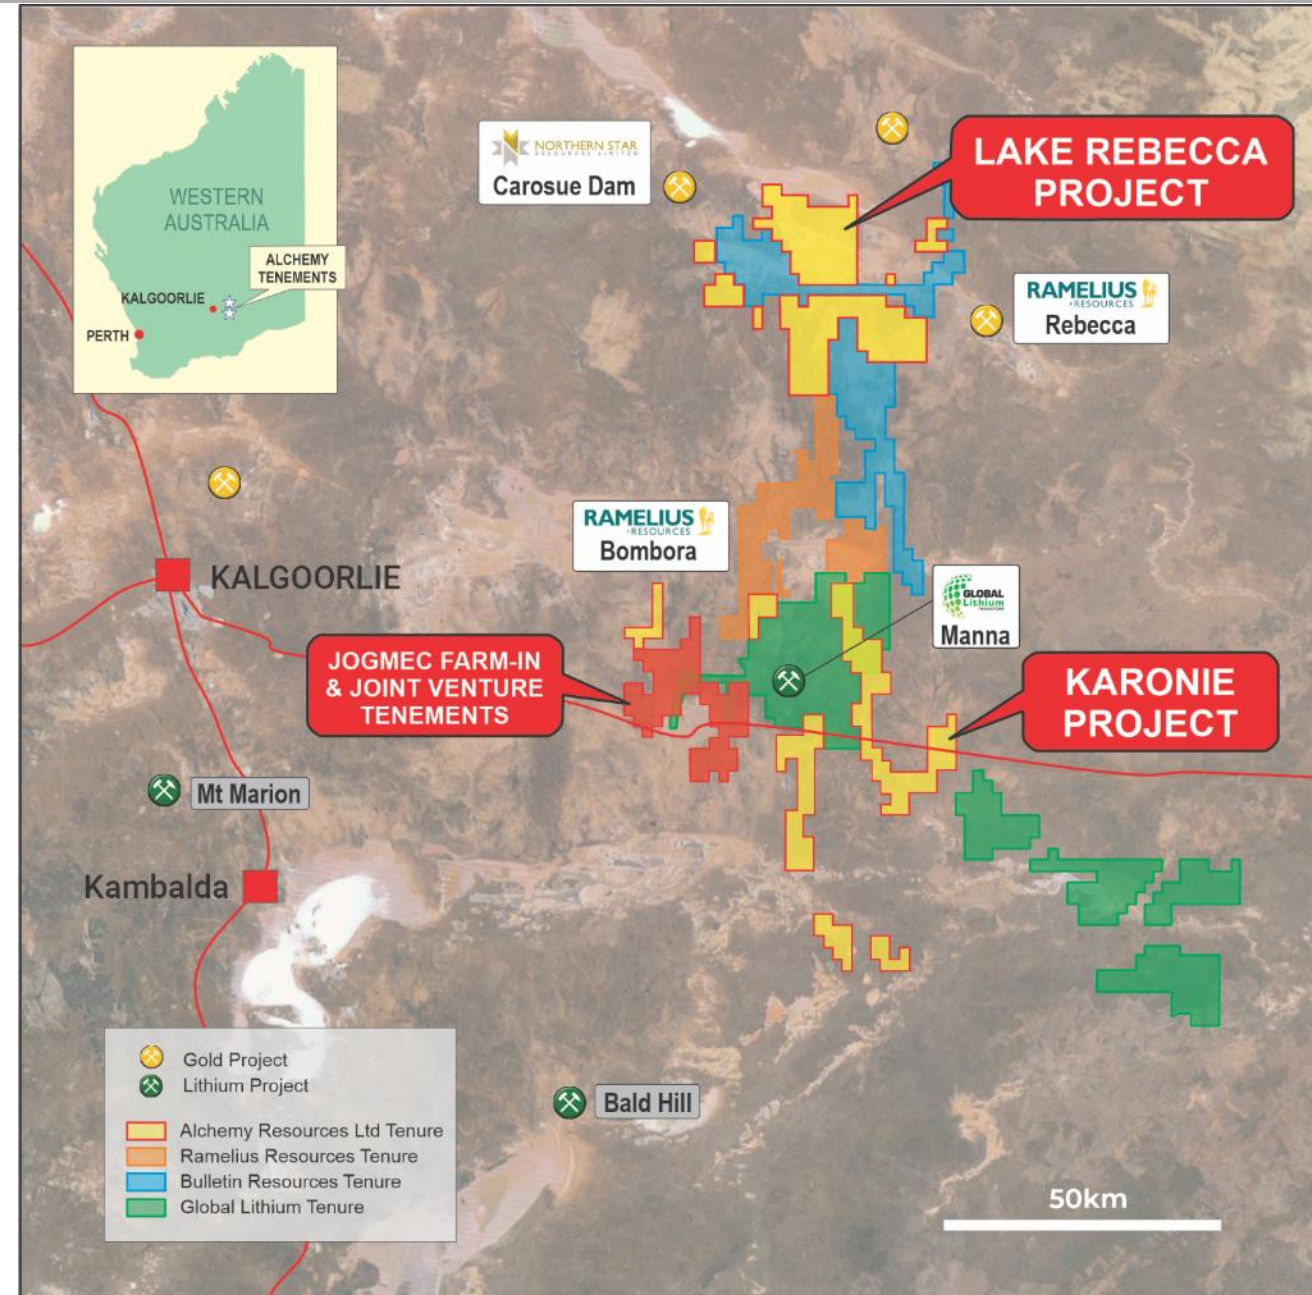 WESTERN
AUSTRALIA
ALCHEMY
TENEMENTS
KALGOORLIE
PERTH
NORTHERN STAR
RESOURCES LIMITED
Carosue Dam
LAKE REBECCA
PROJECT
RAMELIUS
RESOURCES
Rebecca
RAMELIUS
RESOURCES
Bombora
KALGOORLIE
GLOBAL
Lithium
Manna
JOGMEC FARM-IN
& JOINT VENTURE
TENEMENTS
KARONIE
PROJECT
Mt Marion
Kambalda
Gold Project
Lithium Project
Alchemy Resources Ltd Tenure
Ramelius Resources Tenure
Bulletin Resources Tenure
Global Lithium Tenure
Bald Hill
50km